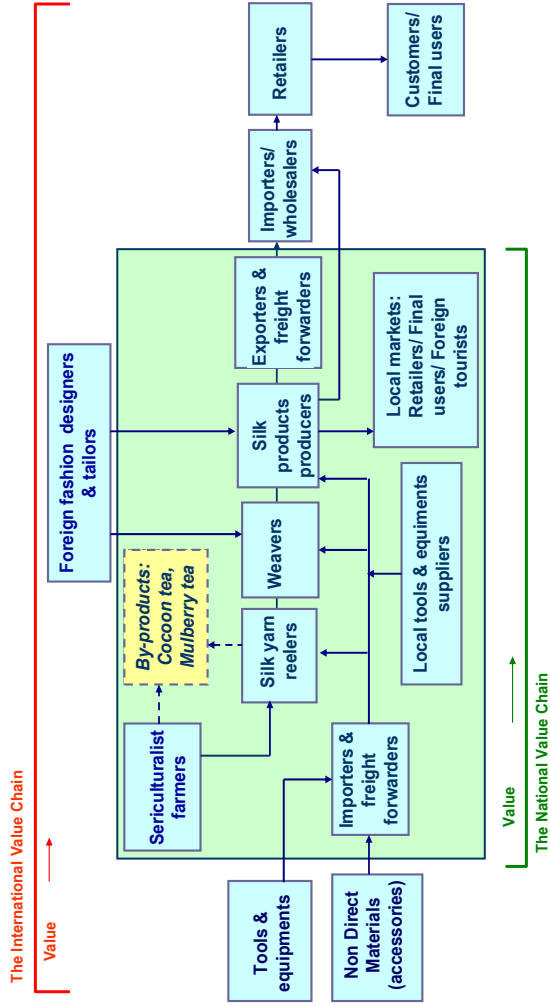 The International Value Chain
Value
Foreign fashion  designers
& tailors
Tools &
equipments
Non Direct
Materials
(accessories)
Sericulturalist
farmers
By-products:
Cocoon tea,
Mulberry tea
Silk yarn
reelers
Weavers
Silk
products
producers
Exporters &
freight
forwarders
Importers/
wholesalers
Retailers
Customers/
Final users
Importers &
freight
forwarders
Local tools & equiments
suppliers
Local markets:
Retailers/ Final
users/ Foreign
tourists
Value
The National Value Chain